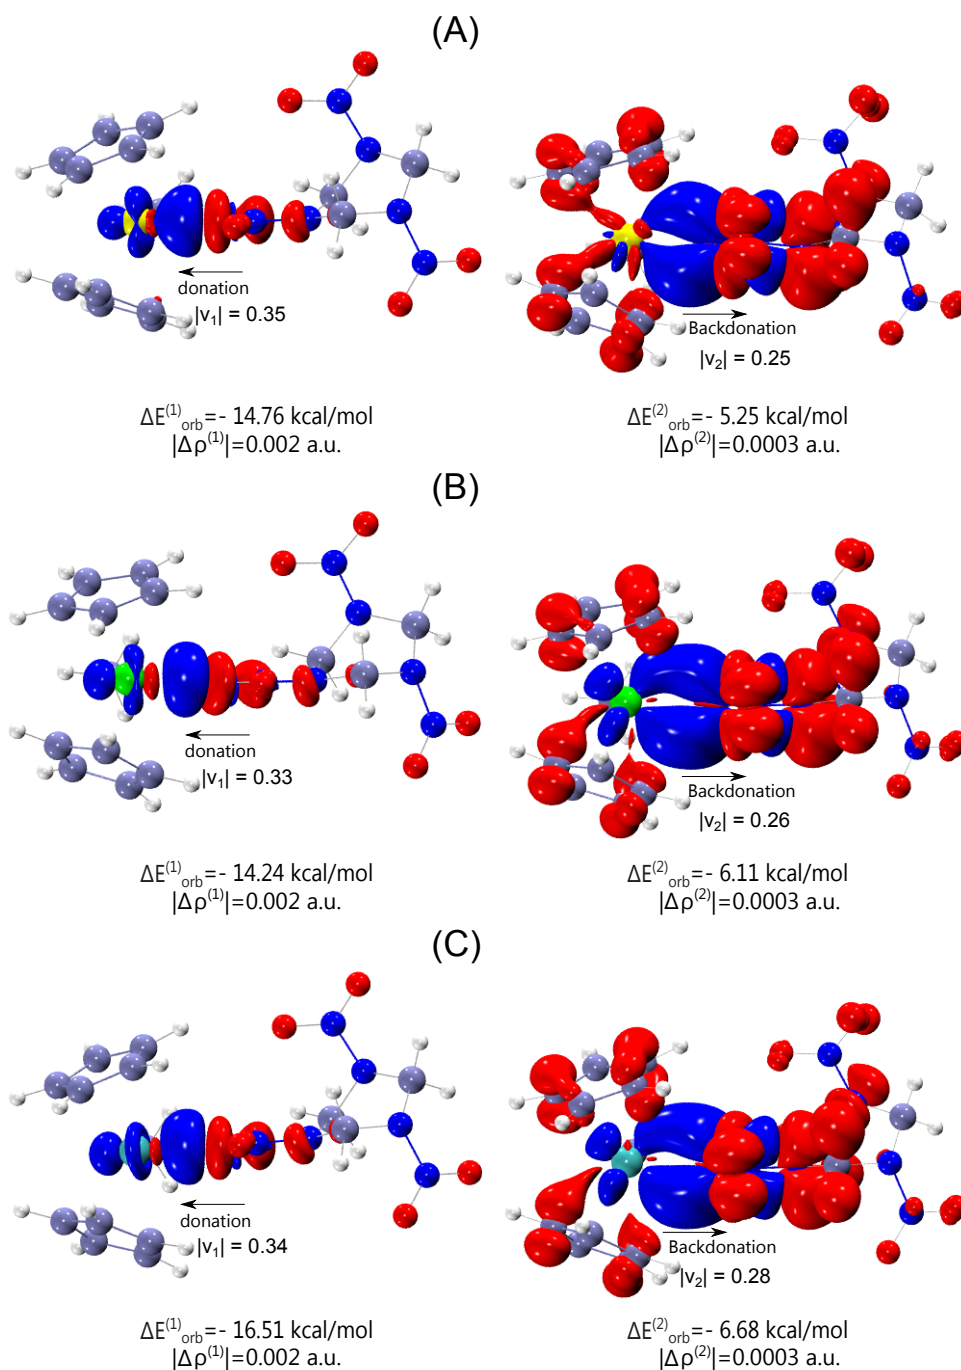 (A)
donation
|v₁| = 0.35
Backdonation
|v₂| = 0.25
ΔE⁽¹⁾orb=- 14.76 kcal/mol
|Δρ⁽¹⁾|=0.002 a.u.
ΔE⁽²⁾orb=- 5.25 kcal/mol
|Δρ⁽²⁾|=0.0003 a.u.
(B)
donation
|v₁| = 0.33
Backdonation
|v₂| = 0.26
ΔE⁽¹⁾orb=- 14.24 kcal/mol
|Δρ⁽¹⁾|=0.002 a.u.
ΔE⁽²⁾orb=- 6.11 kcal/mol
|Δρ⁽²⁾|=0.0003 a.u.
(C)
donation
|v₁| = 0.34
Backdonation
|v₂| = 0.28
ΔE⁽¹⁾orb=- 16.51 kcal/mol
|Δρ⁽¹⁾|=0.002 a.u.
ΔE⁽²⁾orb=- 6.68 kcal/mol
|Δρ⁽²⁾|=0.0003 a.u.